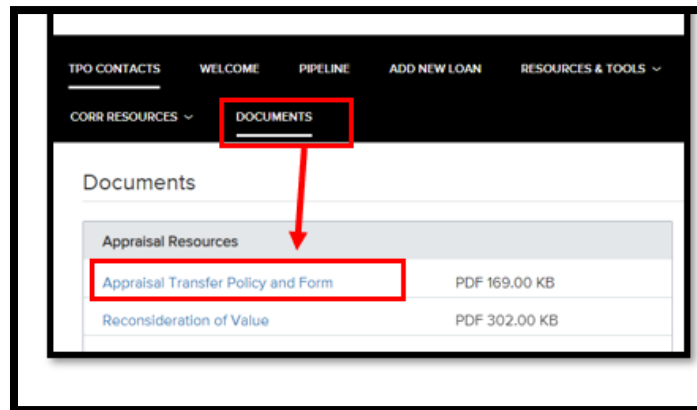 TPO CONTACTS WELCOME PIPELINE ADD NEW LOAN RESOURCES & TOOLS
CORR RESOURCES DOCUMENTS
Documents
Appraisal Resources
Appraisal Transfer Policy and Form PDF 169.00 KB
Reconsideration of Value PDF 302.00 KB